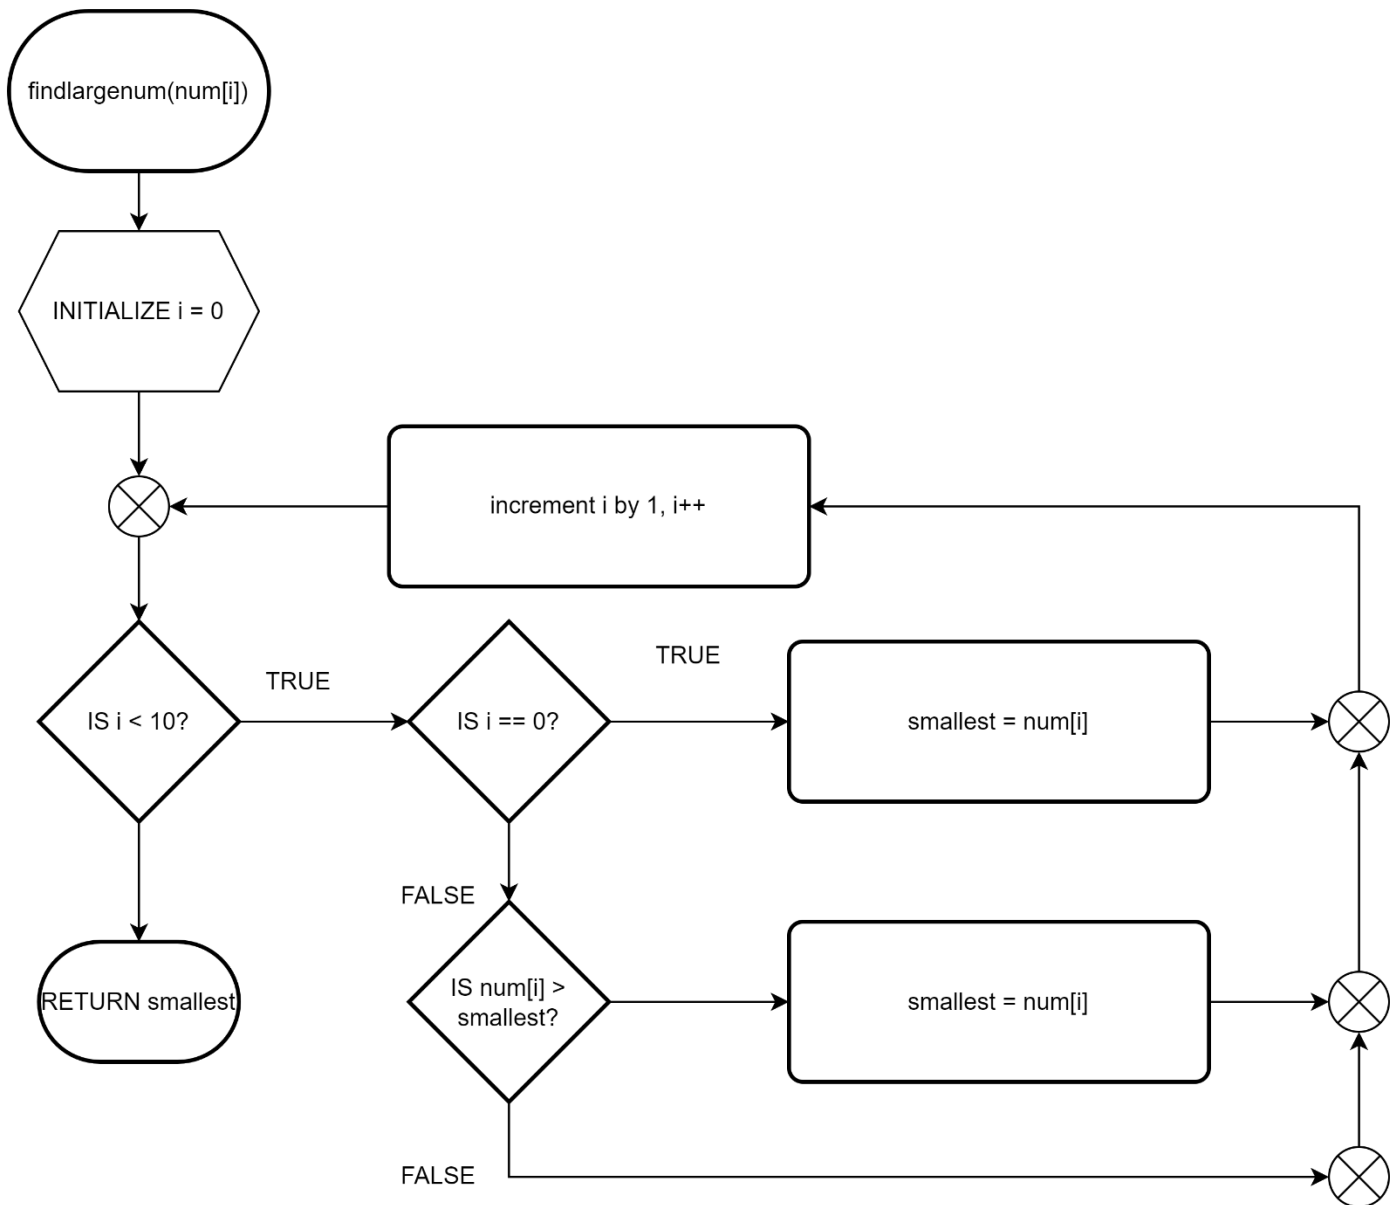 findlargenum(num[i])
INITIALIZE i = 0
increment i by 1, i++
IS i < 10?
TRUE
IS i == 0?
TRUE
smallest = num[i]
FALSE
IS num[i] >
smallest?
smallest = num[i]
FALSE
RETURN smallest